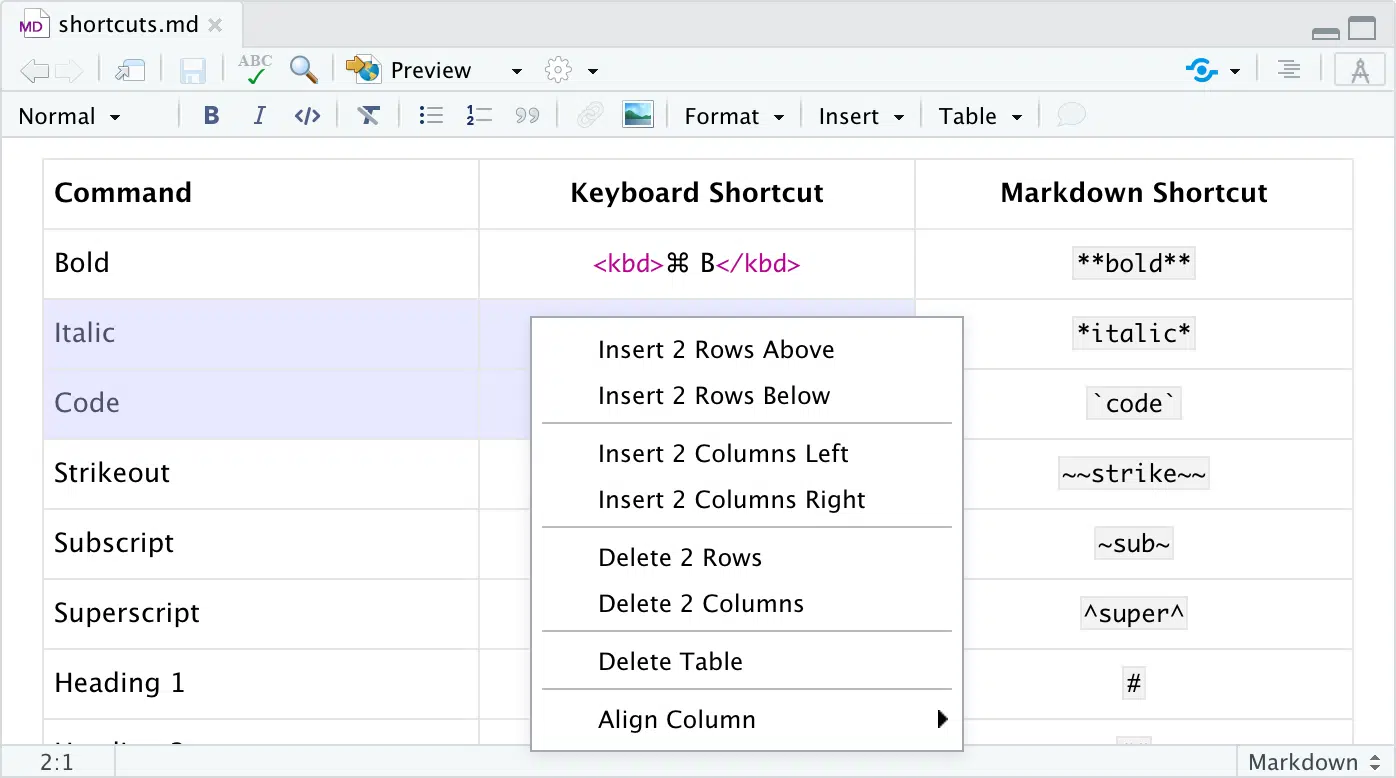 MD shortcuts.md
ABC Preview
Normal B I </> Format Insert Table
Command Keyboard Shortcut Markdown Shortcut
Bold <kbd>⌘ B</kbd> **bold**
Italic *italic*
Code `code`
Strikeout ~~strike~~
Subscript ~sub~
Superscript ^super^
Heading 1 #
Insert 2 Rows Above
Insert 2 Rows Below
Insert 2 Columns Left
Insert 2 Columns Right
Delete 2 Rows
Delete 2 Columns
Delete Table
Align Column
2:1 Markdown